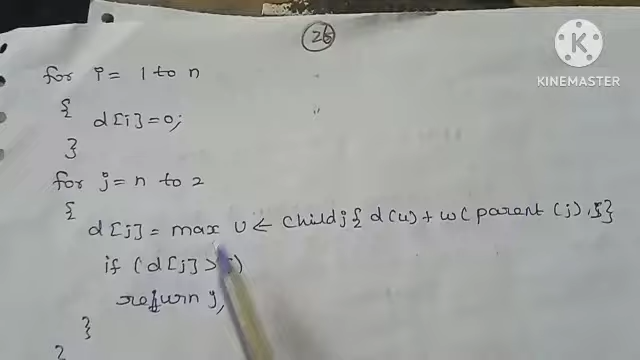 26
KINEMASTER
for i = 1 to n
{
d[i]=0;
}
for j = n to 2
{
d[j] = max u ← child j { d(u) + w( parent (j),
if (d[j] >
return j,
}
}